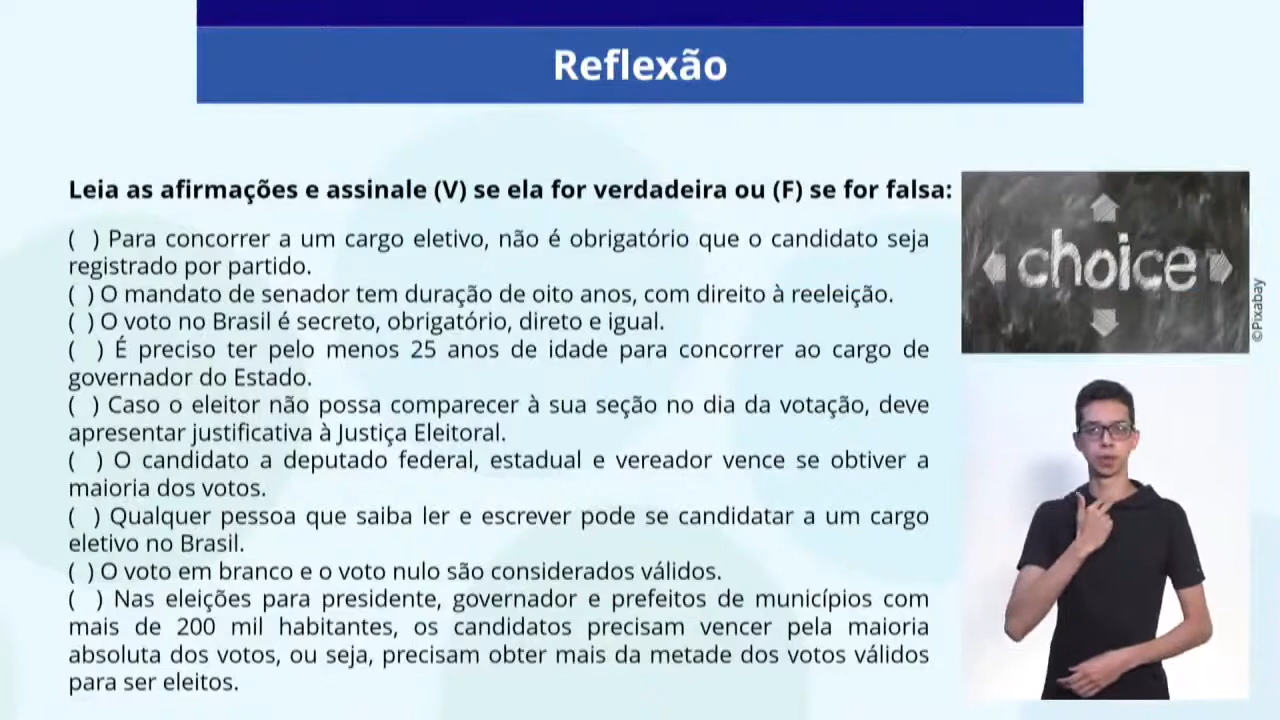 Reflexão
Leia as afirmações e assinale (V) se ela for verdadeira ou (F) se for falsa:
( ) Para concorrer a um cargo eletivo, não é obrigatório que o candidato seja
registrado por partido.
( ) O mandato de senador tem duração de oito anos, com direito à reeleição.
( ) O voto no Brasil é secreto, obrigatório, direto e igual.
( ) É preciso ter pelo menos 25 anos de idade para concorrer ao cargo de
governador do Estado.
( ) Caso o eleitor não possa comparecer à sua seção no dia da votação, deve
apresentar justificativa à Justiça Eleitoral.
( ) O candidato a deputado federal, estadual e vereador vence se obtiver a
maioria dos votos.
( ) Qualquer pessoa que saiba ler e escrever pode se candidatar a um cargo
eletivo no Brasil.
( ) O voto em branco e o voto nulo são considerados válidos.
( ) Nas eleições para presidente, governador e prefeitos de municípios com
mais de 200 mil habitantes, os candidatos precisam vencer pela maioria
absoluta dos votos, ou seja, precisam obter mais da metade dos votos válidos
para ser eleitos.
choice
©Pixabay